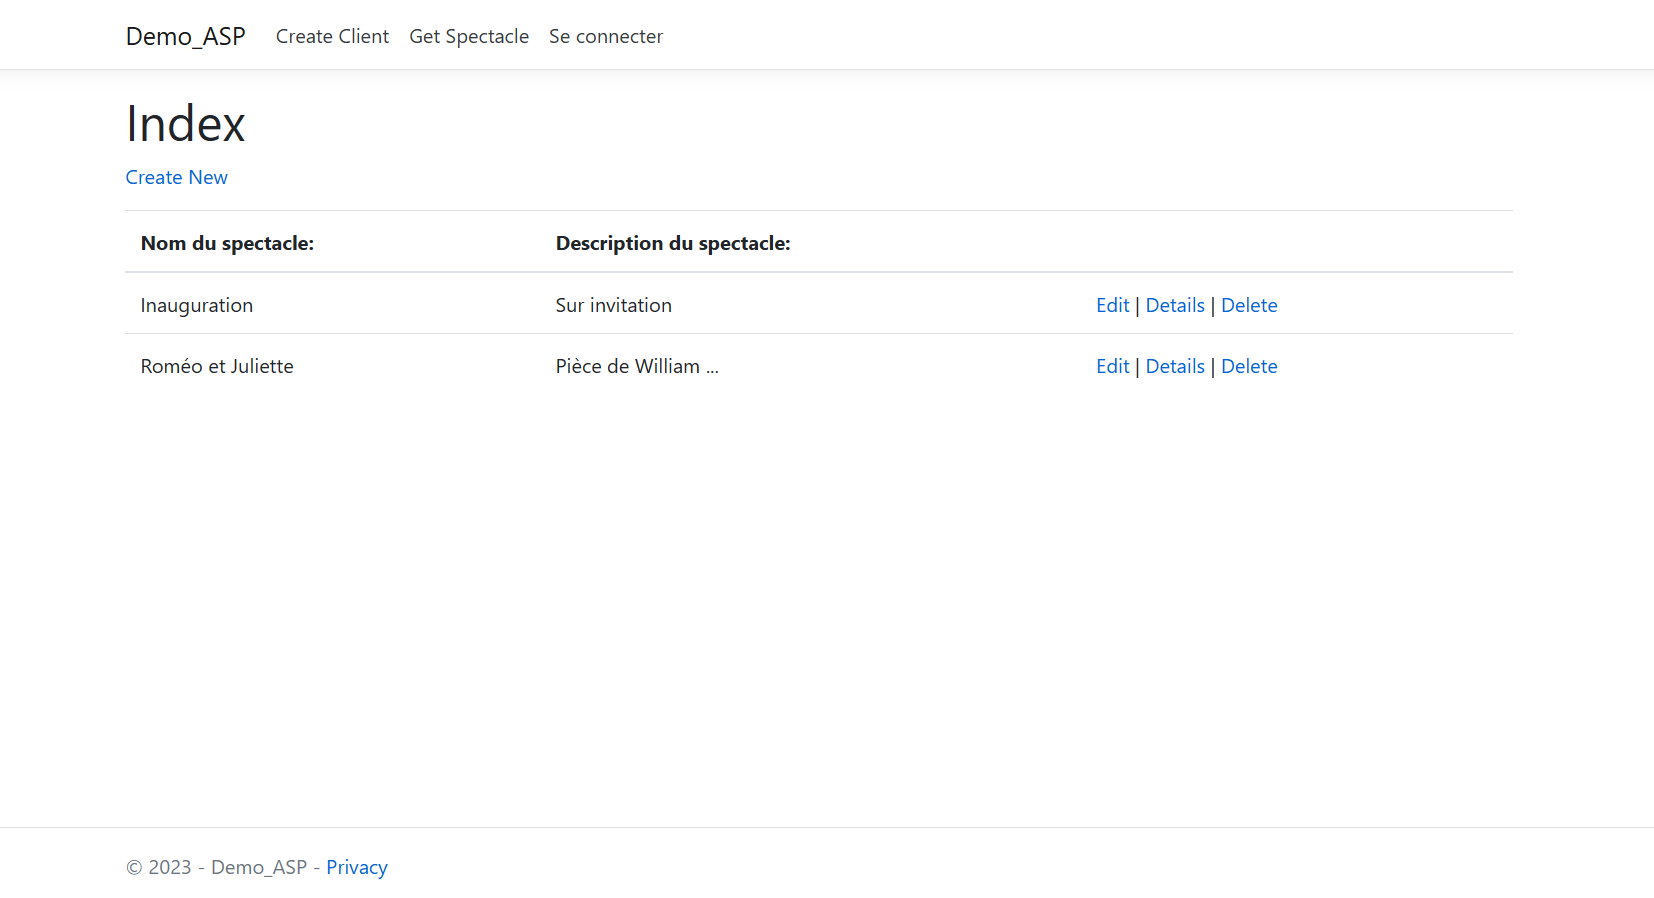 Demo_ASP Create Client Get Spectacle Se connecter
Index
Create New
Nom du spectacle: Description du spectacle:
Inauguration Sur invitation Edit | Details | Delete
Roméo et Juliette Pièce de William ... Edit | Details | Delete
© 2023 - Demo_ASP - Privacy